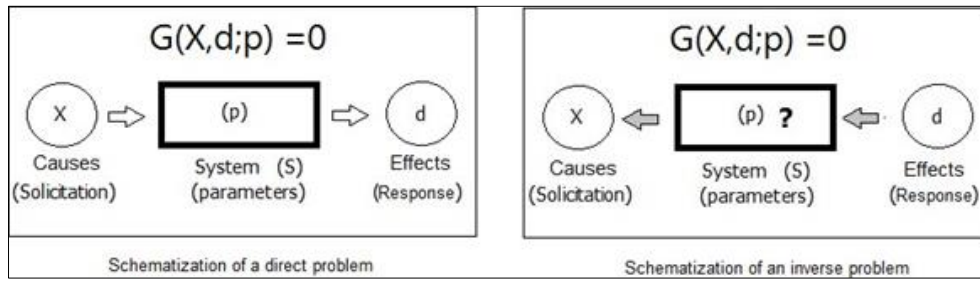 G(X,d;p) =0
X
(p)
d
Causes
(Solicitation)
System (S)
(parameters)
Effects
(Response)
Schematization of a direct problem
G(X,d;p) =0
X
(p) ?
d
Causes
(Solicitation)
System (S)
(parameters)
Effects
(Response)
Schematization of an inverse problem